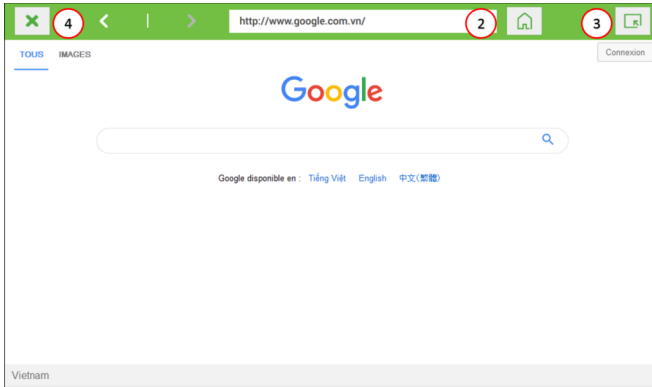 4 http://www.google.com.vn/ 2 3
TOUS IMAGES Connexion
Google
Google disponible en : Tiếng Việt English 中文(繁體)
Vietnam